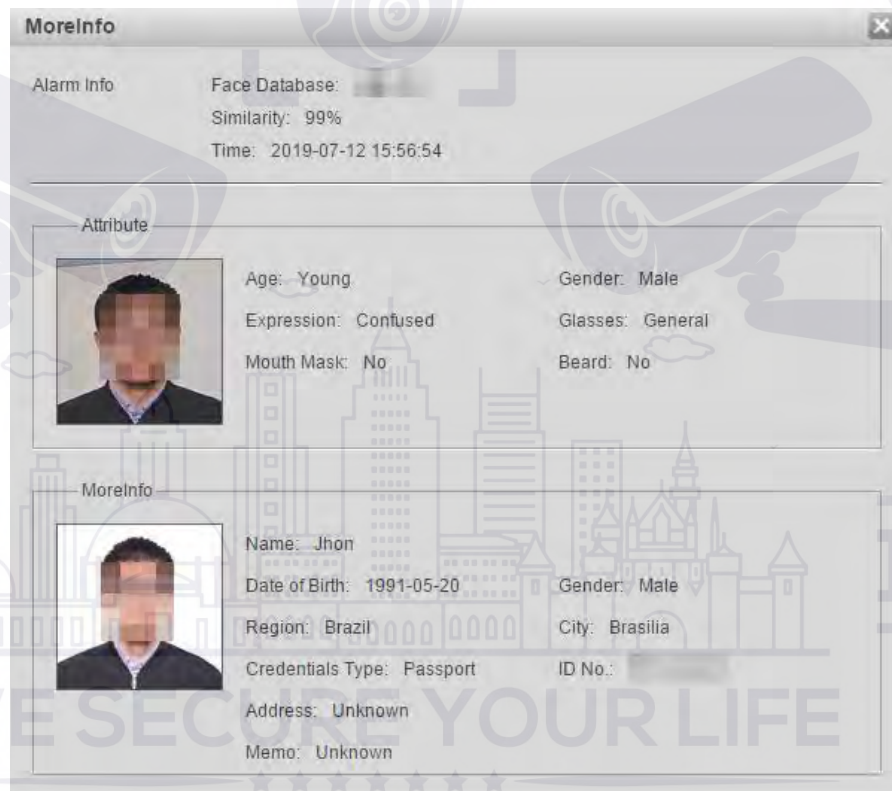 MoreInfo
Alarm Info Face Database:
Similarity: 99%
Time: 2019-07-12 15:56:54
Attribute
Age: Young Gender: Male
Expression: Confused Glasses: General
Mouth Mask: No Beard: No
MoreInfo
Name: Jhon
Date of Birth: 1991-05-20 Gender: Male
Region: Brazil City: Brasilia
Credentials Type: Passport ID No.:
Address: Unknown
SECURE YOUR LIFE
Memo: Unknown